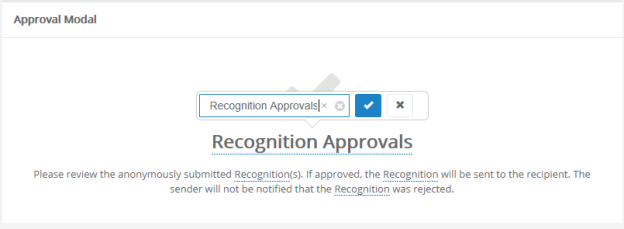 Approval Modal
Recognition Approvals
Recognition Approvals
Please review the anonymously submitted Recognition(s). If approved, the Recognition will be sent to the recipient. The
sender will not be notified that the Recognition was rejected.